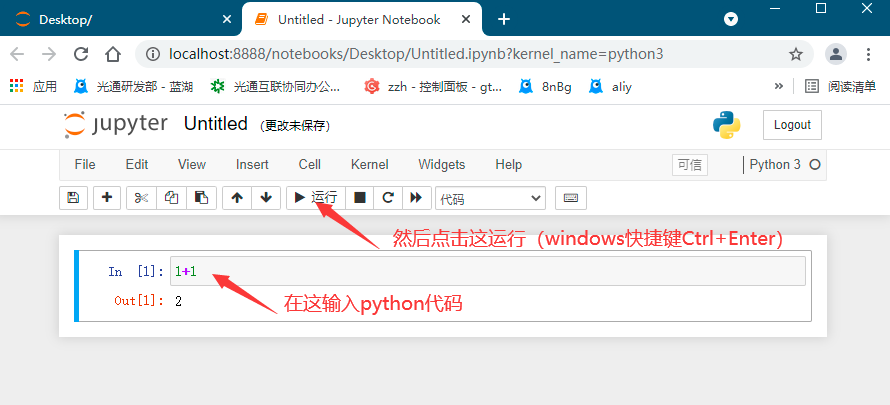 Desktop/
Untitled - Jupyter Notebook
localhost:8888/notebooks/Desktop/Untitled.ipynb?kernel_name=python3
应用 光通研发部 - 蓝湖 光通互联协同办公... zzh - 控制面板 - gt... 8nBg aliy » 阅读清单
jupyter Untitled (更改未保存) Logout
File Edit View Insert Cell Kernel Widgets Help 可信 Python 3
运行 代码
然后点击这运行（windows快捷键Ctrl+Enter）
In [1]: 1+1
Out[1]: 2
在这输入python代码